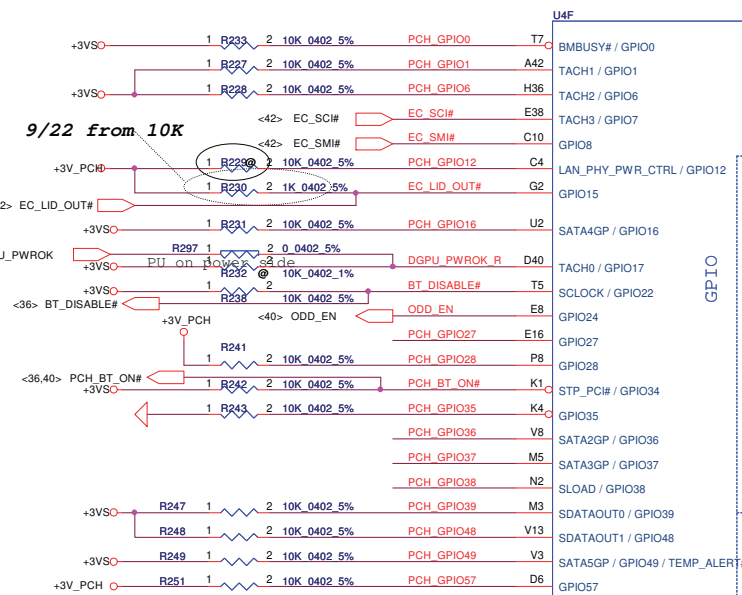 U4F
+3VS 1 R233 2 10K_0402_5% PCH_GPIO0 T7 BMBUSY# / GPIO0
1 R227 2 10K_0402_5% PCH_GPIO1 A42 TACH1 / GPIO1
+3VS 1 R228 2 10K_0402_5% PCH_GPIO6 H36 TACH2 / GPIO6
<42> EC_SCI# EC_SCI# E38 TACH3 / GPIO7
9/22 from 10K
<42> EC_SMI# EC_SMI# C10 GPIO8
+3V_PCH 1 R229@ 2 10K_0402_5% PCH_GPIO12 C4 LAN_PHY_PWR_CTRL / GPIO12
1 R230 2 1K_0402_5% EC_LID_OUT# G2 GPIO15
2> EC_LID_OUT#
+3VS 1 R231 2 10K_0402_5% PCH_GPIO16 U2 SATA4GP / GPIO16
U_PWROK R297 1 2 0_0402_5%
+3VS 1 2 DGPU_PWROK_R D40 TACH0 / GPIO17
PU on power side
R232 @ 10K_0402_1%
+3VS 1 2 BT_DISABLE# T5 SCLOCK / GPIO22
<36> BT_DISABLE# R238 10K_0402_5%
<40> ODD_EN ODD_EN E8 GPIO24
+3V_PCH
PCH_GPIO27 E16 GPIO27
R241
1 2 10K_0402_5% PCH_GPIO28 P8 GPIO28
<36,40> PCH_BT_ON#
+3VS 1 R242 2 10K_0402_5% PCH_BT_ON# K1 STP_PCI# / GPIO34
1 R243 2 10K_0402_5% PCH_GPIO35 K4 GPIO35
PCH_GPIO36 V8 SATA2GP / GPIO36
PCH_GPIO37 M5 SATA3GP / GPIO37
PCH_GPIO38 N2 SLOAD / GPIO38
+3VS R247 1 2 10K_0402_5% PCH_GPIO39 M3 SDATAOUT0 / GPIO39
R248 1 2 10K_0402_5% PCH_GPIO48 V13 SDATAOUT1 / GPIO48
+3VS R249 1 2 10K_0402_5% PCH_GPIO49 V3 SATA5GP / GPIO49 / TEMP_ALERT#
+3V_PCH R251 1 2 10K_0402_5% PCH_GPIO57 D6 GPIO57
GPIO